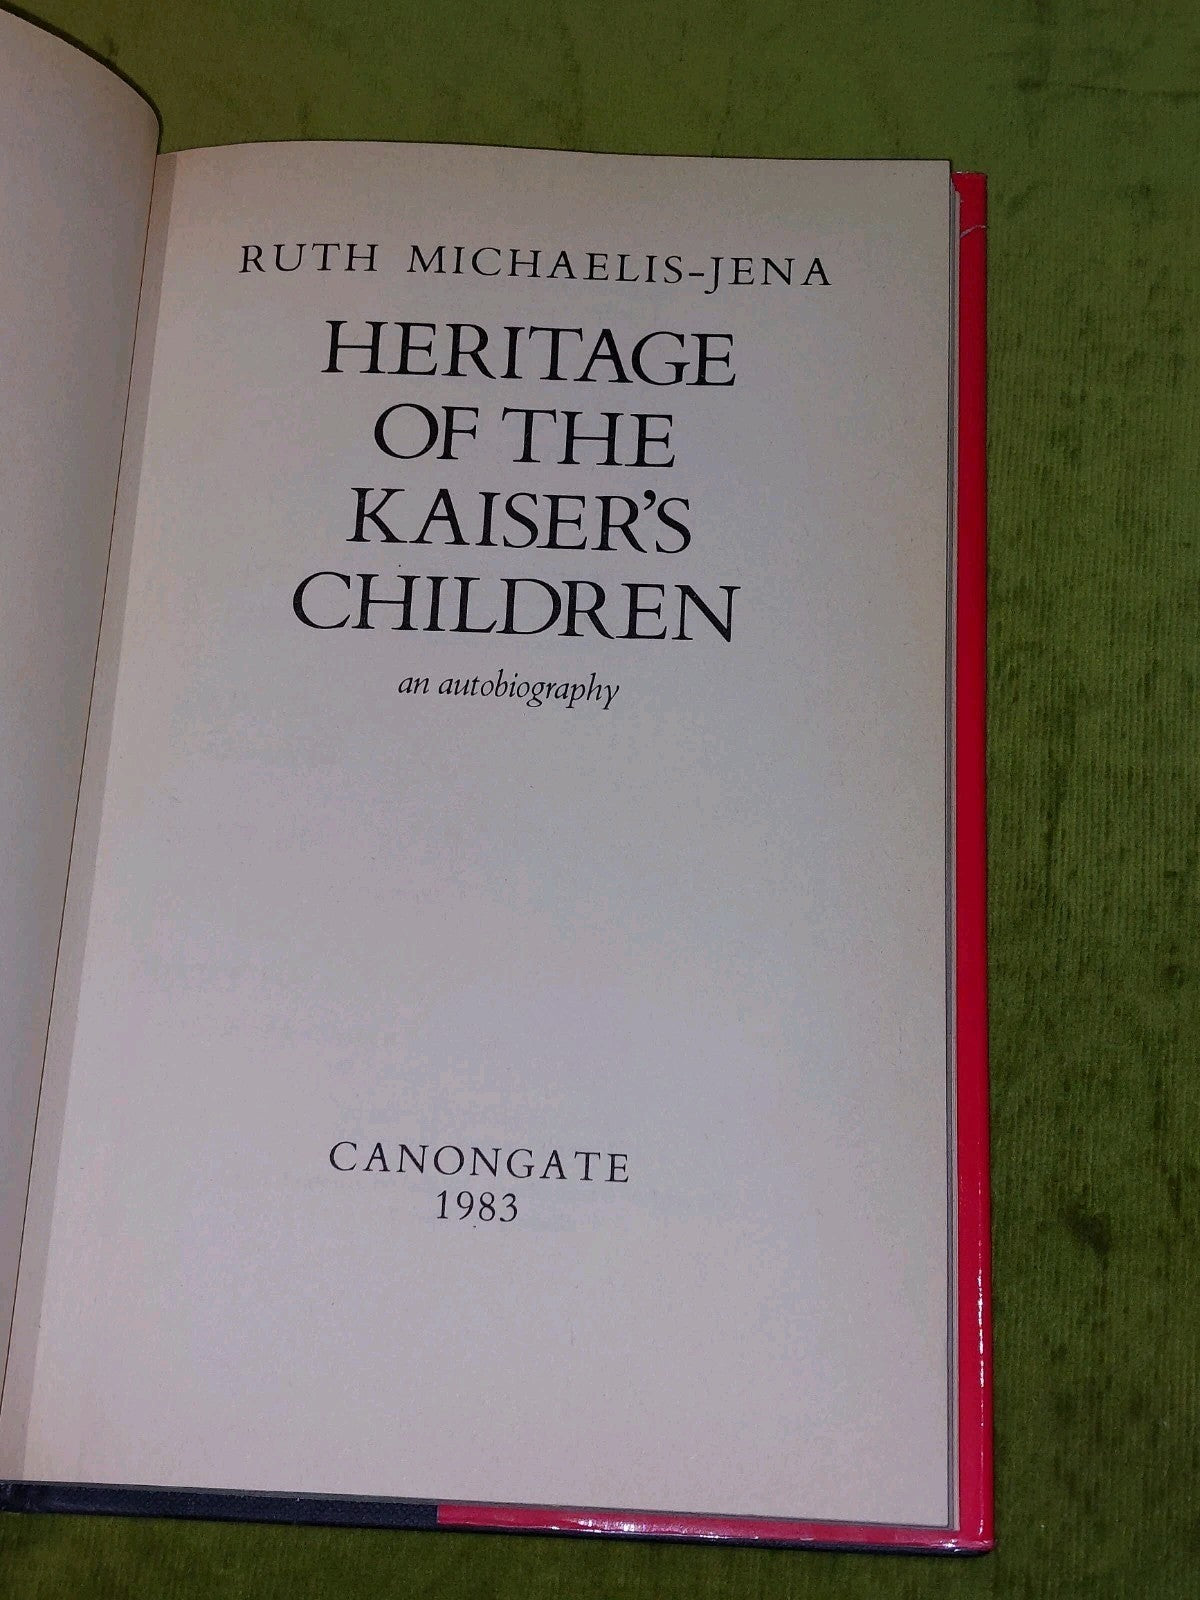 RUTH MICHAELIS-JENA
HERITAGE
OF THE
KAISER'S
CHILDREN
an autobiography
CANONGATE
1983